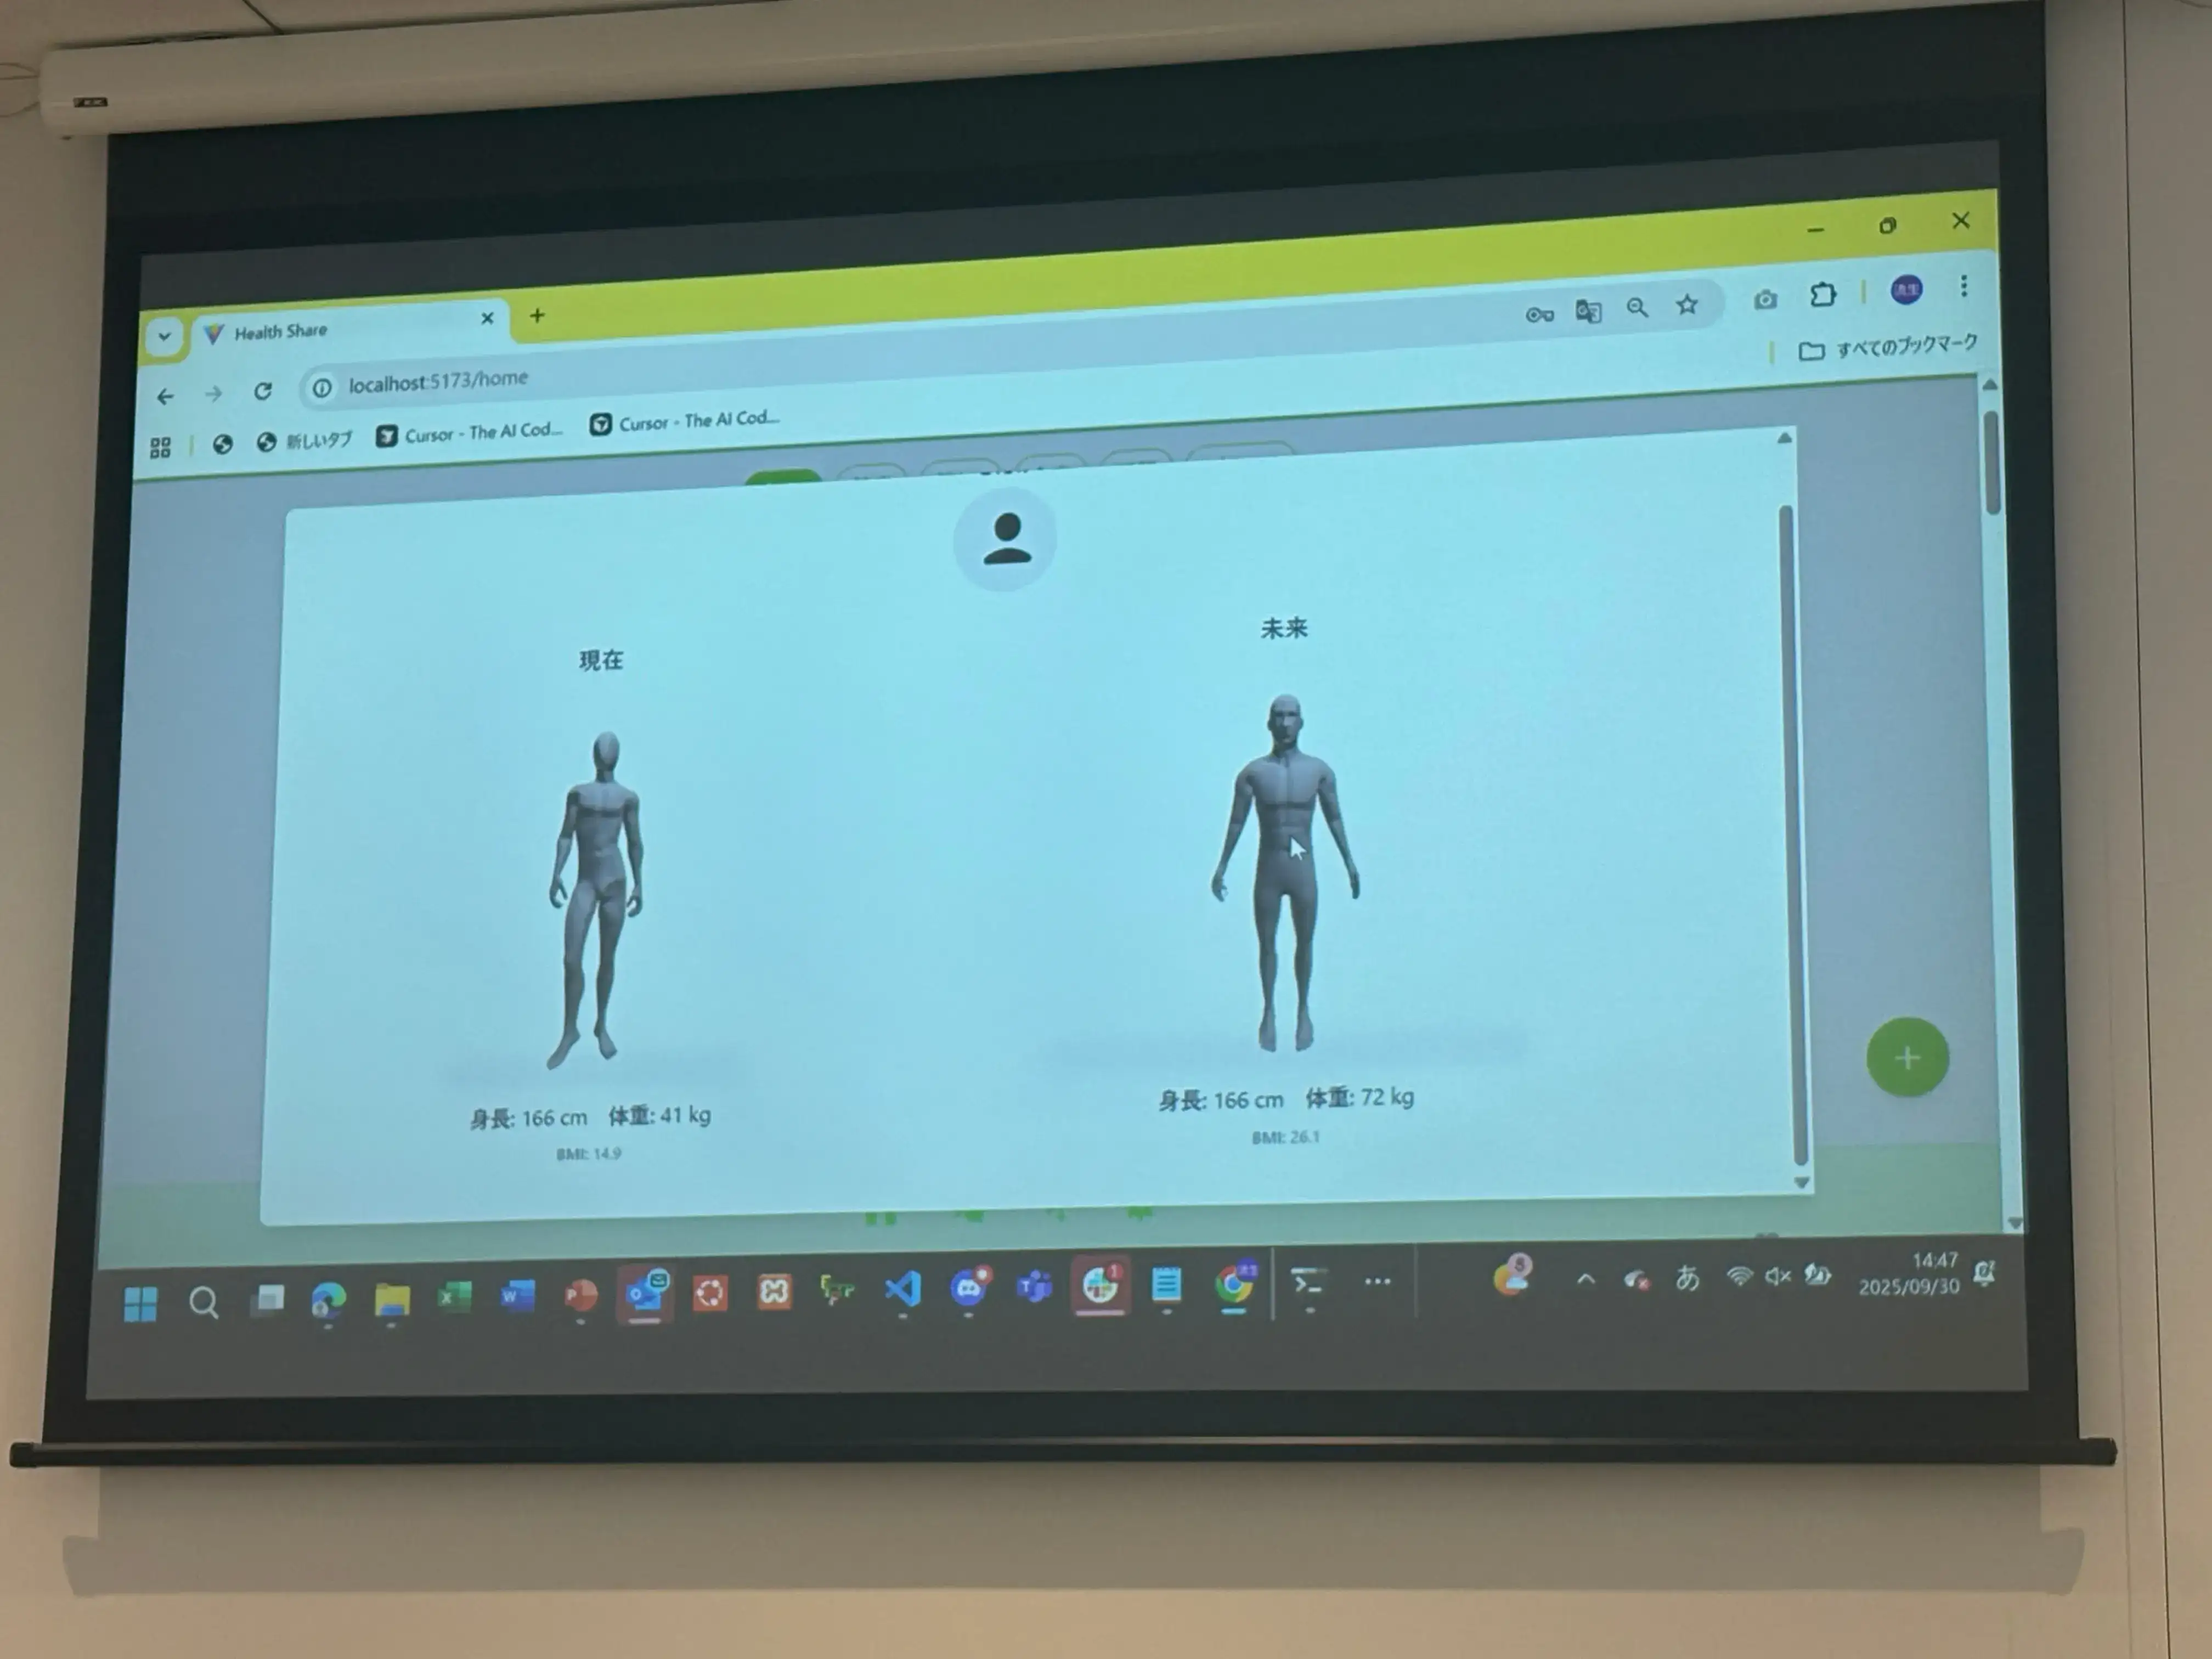 Health Share
localhost:5173/home
すべてのブックマーク
新しいタブ
Cursor - The AI Cod...
Cursor - The AI Cod...
現在
未来
身長: 166 cm 体重: 41 kg
BMI: 14.9
身長: 166 cm 体重: 72 kg
BMI: 26.1
あ
14:47
2025/09/30